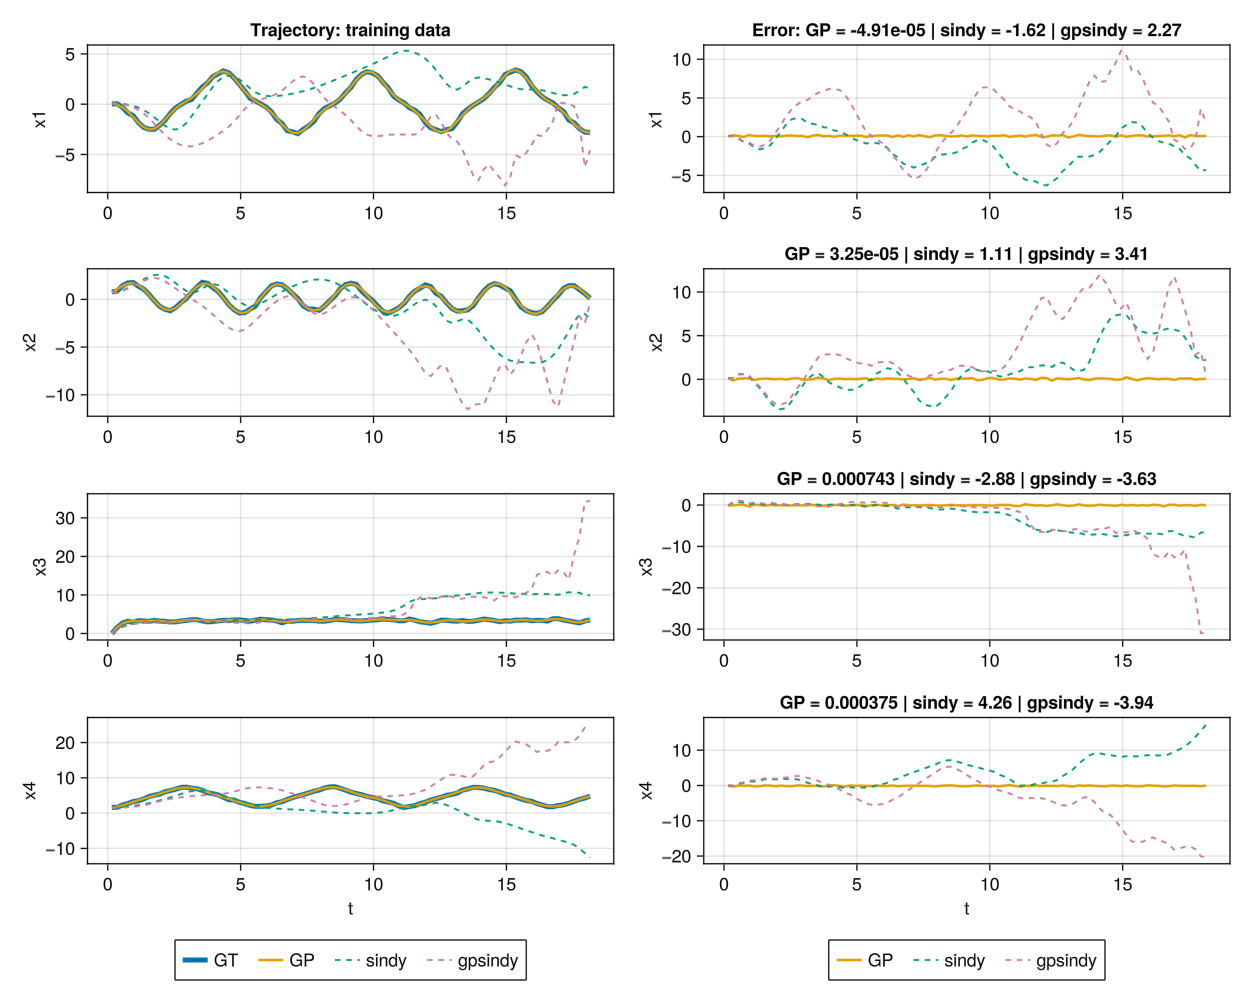 Trajectory: training data
Error: GP = -4.91e-05 | sindy = -1.62 | gpsindy = 2.27
x1
5
0
−5
0 5 10 15
x1
10
5
0
−5
0 5 10 15
GP = 3.25e-05 | sindy = 1.11 | gpsindy = 3.41
x2
0
−5
−10
0 5 10 15
x2
10
5
0
0 5 10 15
GP = 0.000743 | sindy = -2.88 | gpsindy = -3.63
x3
30
20
10
0
0 5 10 15
x3
0
−10
−20
−30
0 5 10 15
GP = 0.000375 | sindy = 4.26 | gpsindy = -3.94
x4
20
10
0
−10
0 5 10 15
t
x4
10
0
−10
−20
0 5 10 15
t
GT GP sindy gpsindy
GP sindy gpsindy